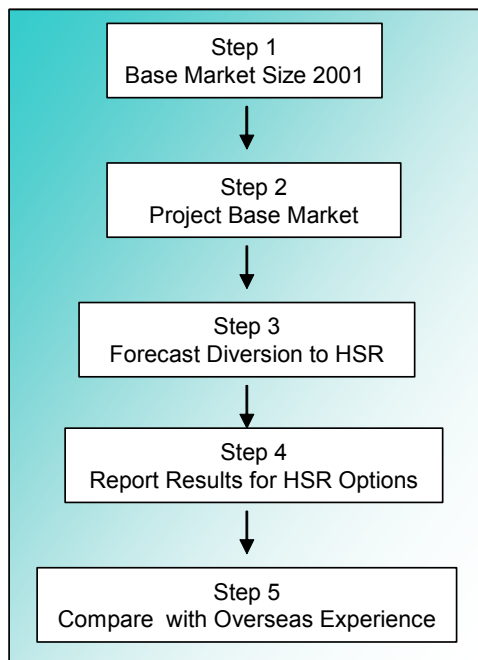 Step 1
Base Market Size 2001
Step 2
Project Base Market
Step 3
Forecast Diversion to HSR
Step 4
Report Results for HSR Options
Step 5
Compare with Overseas Experience